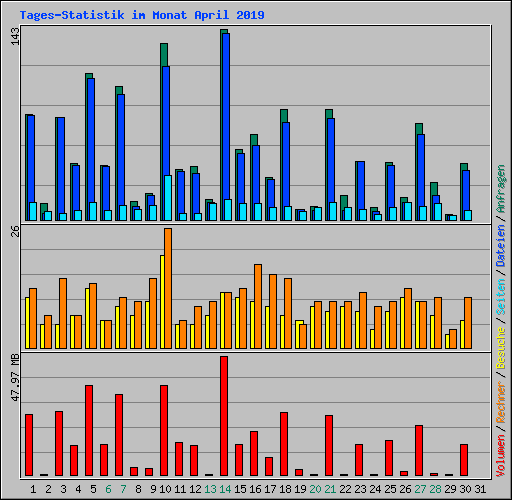 Tages-Statistik im Monat April 2019
143
26
47.97 MB
Volumen / Rechner / Besuche / Seiten / Dateien / Anfragen
1 2 3 4 5 6 7 8 9 10 11 12 13 14 15 16 17 18 19 20 21 22 23 24 25 26 27 28 29 30 31